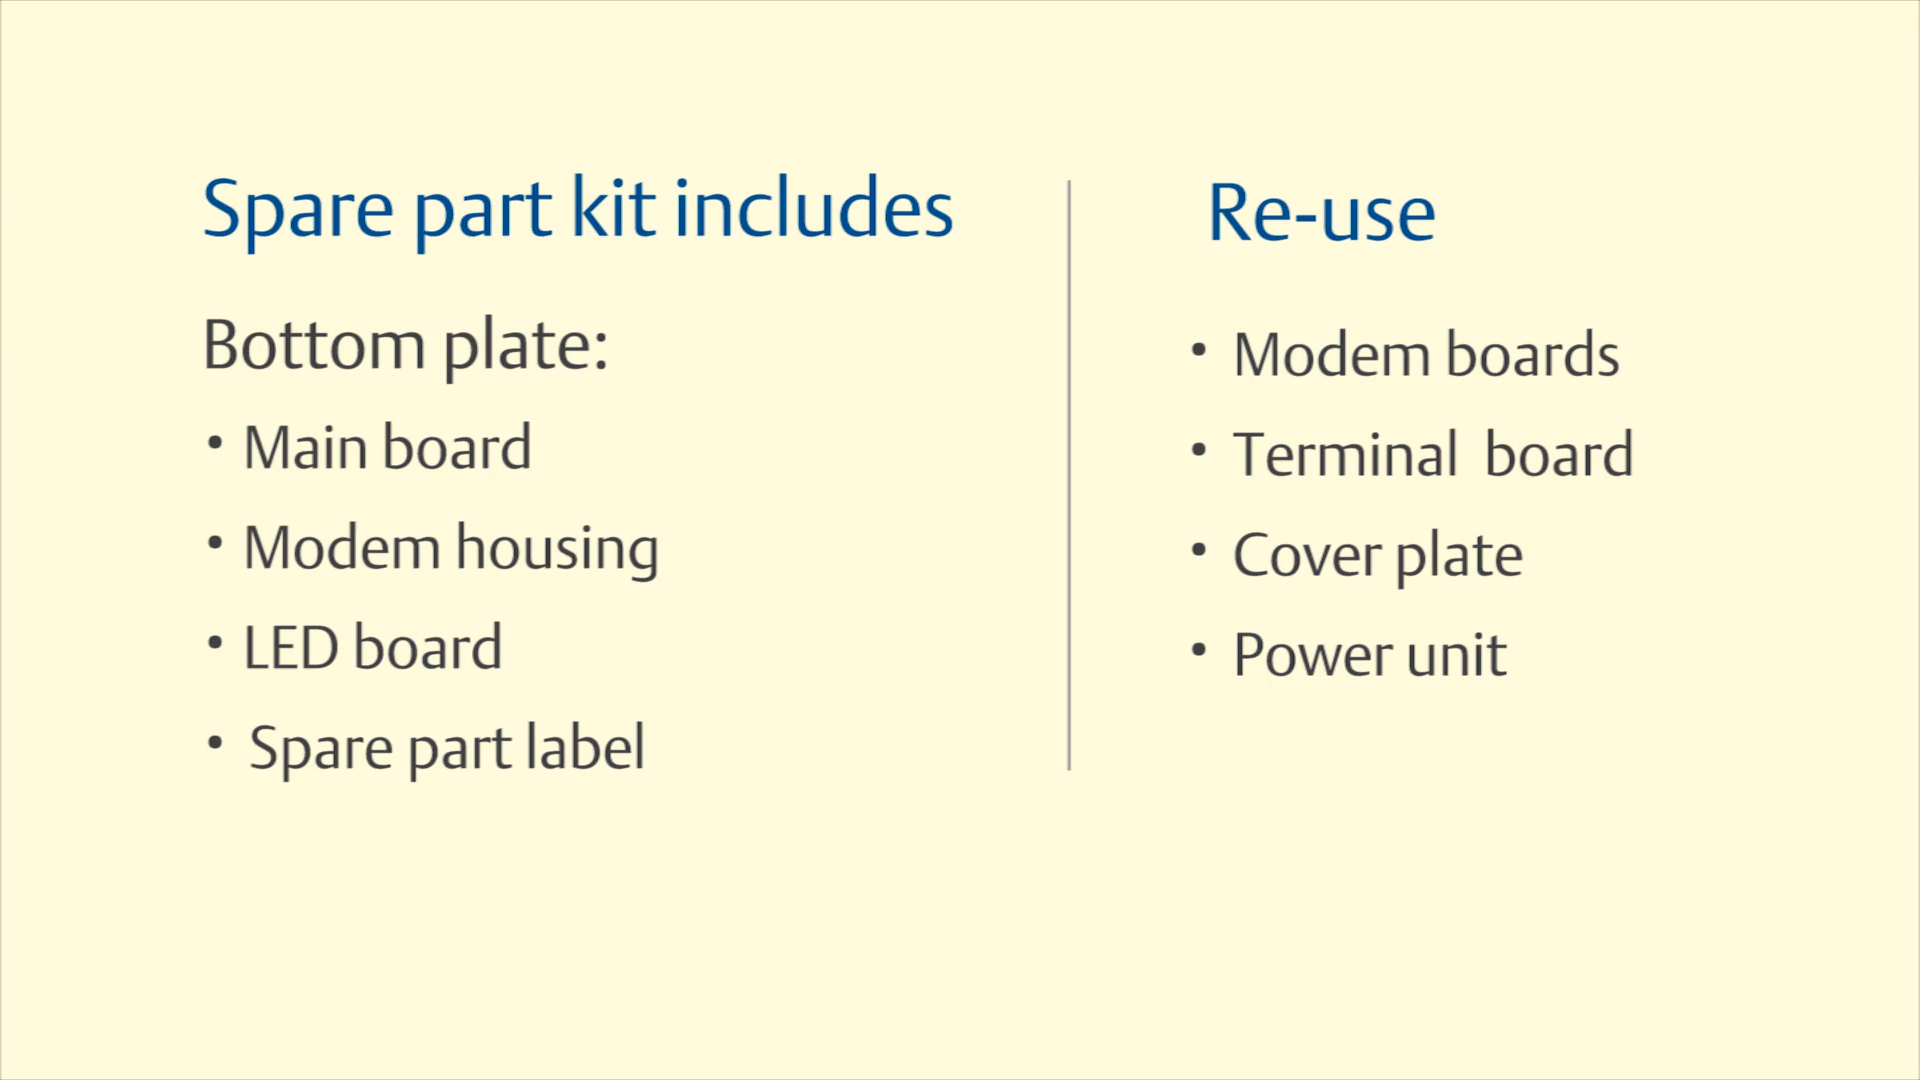 Spare part kit includes
Bottom plate:
• Main board
• Modem housing
• LED board
• Spare part label
Re-use
• Modem boards
• Terminal board
• Cover plate
• Power unit